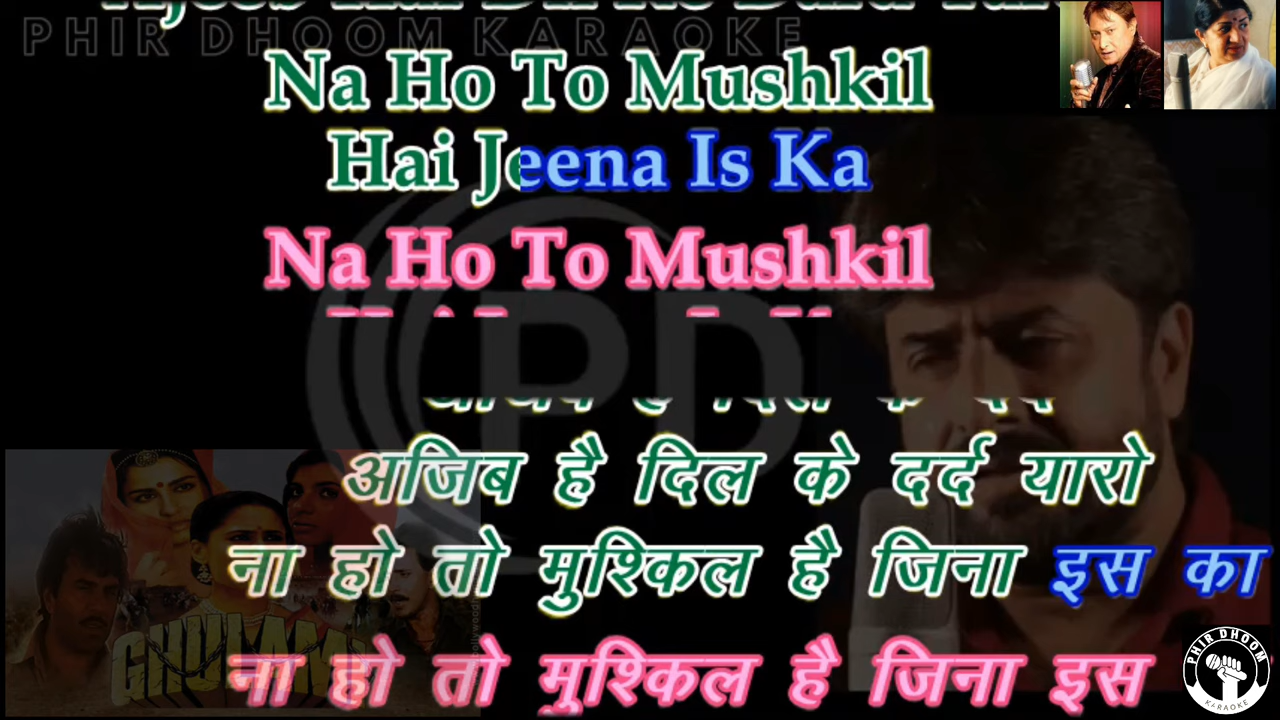 PHIR DHOOM KARAOKE
Na Ho To Mushkil
Hai Jeena Is Ka
Na Ho To Mushkil
PD
अजिब है दिल के दर्द यारो
ना हो तो मुश्किल है जिना इस का
ना हो तो मुश्किल है जिना इस
GHULAMI
PHIR DHOOM
KARAOKE